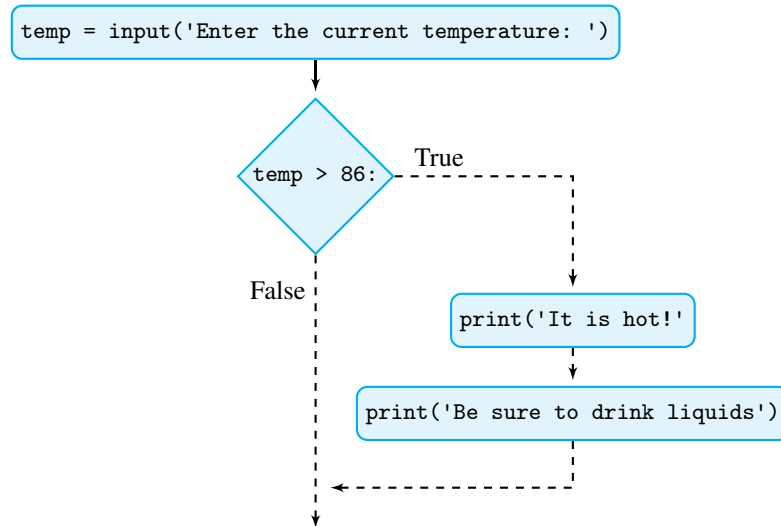 temp = input('Enter the current temperature: ')
True
temp > 86:
False
print('It is hot!'
print('Be sure to drink liquids')